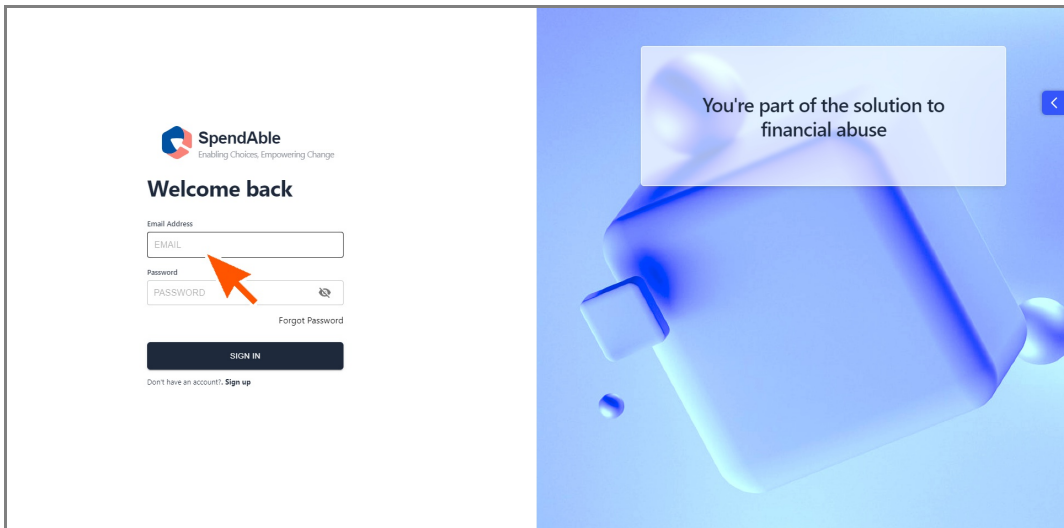 SpendAble
Enabling Choices, Empowering Change
Welcome back
Email Address
EMAIL
Password
PASSWORD
Forgot Password
SIGN IN
Don't have an account?. Sign up
You're part of the solution to
financial abuse